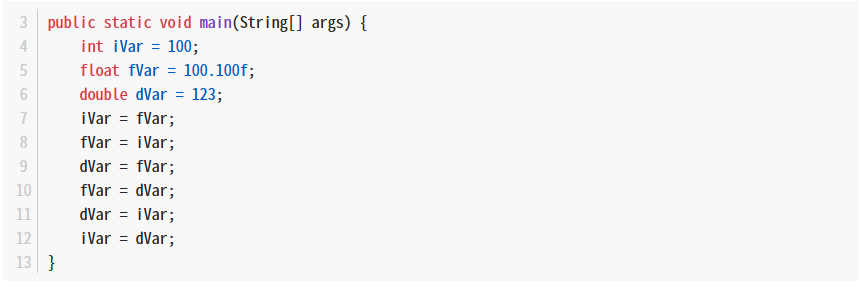 3 public static void main(String[] args) {
4     int iVar = 100;
5     float fVar = 100.100f;
6     double dVar = 123;
7     iVar = fVar;
8     fVar = iVar;
9     dVar = fVar;
10     fVar = dVar;
11     dVar = iVar;
12     iVar = dVar;
13 }